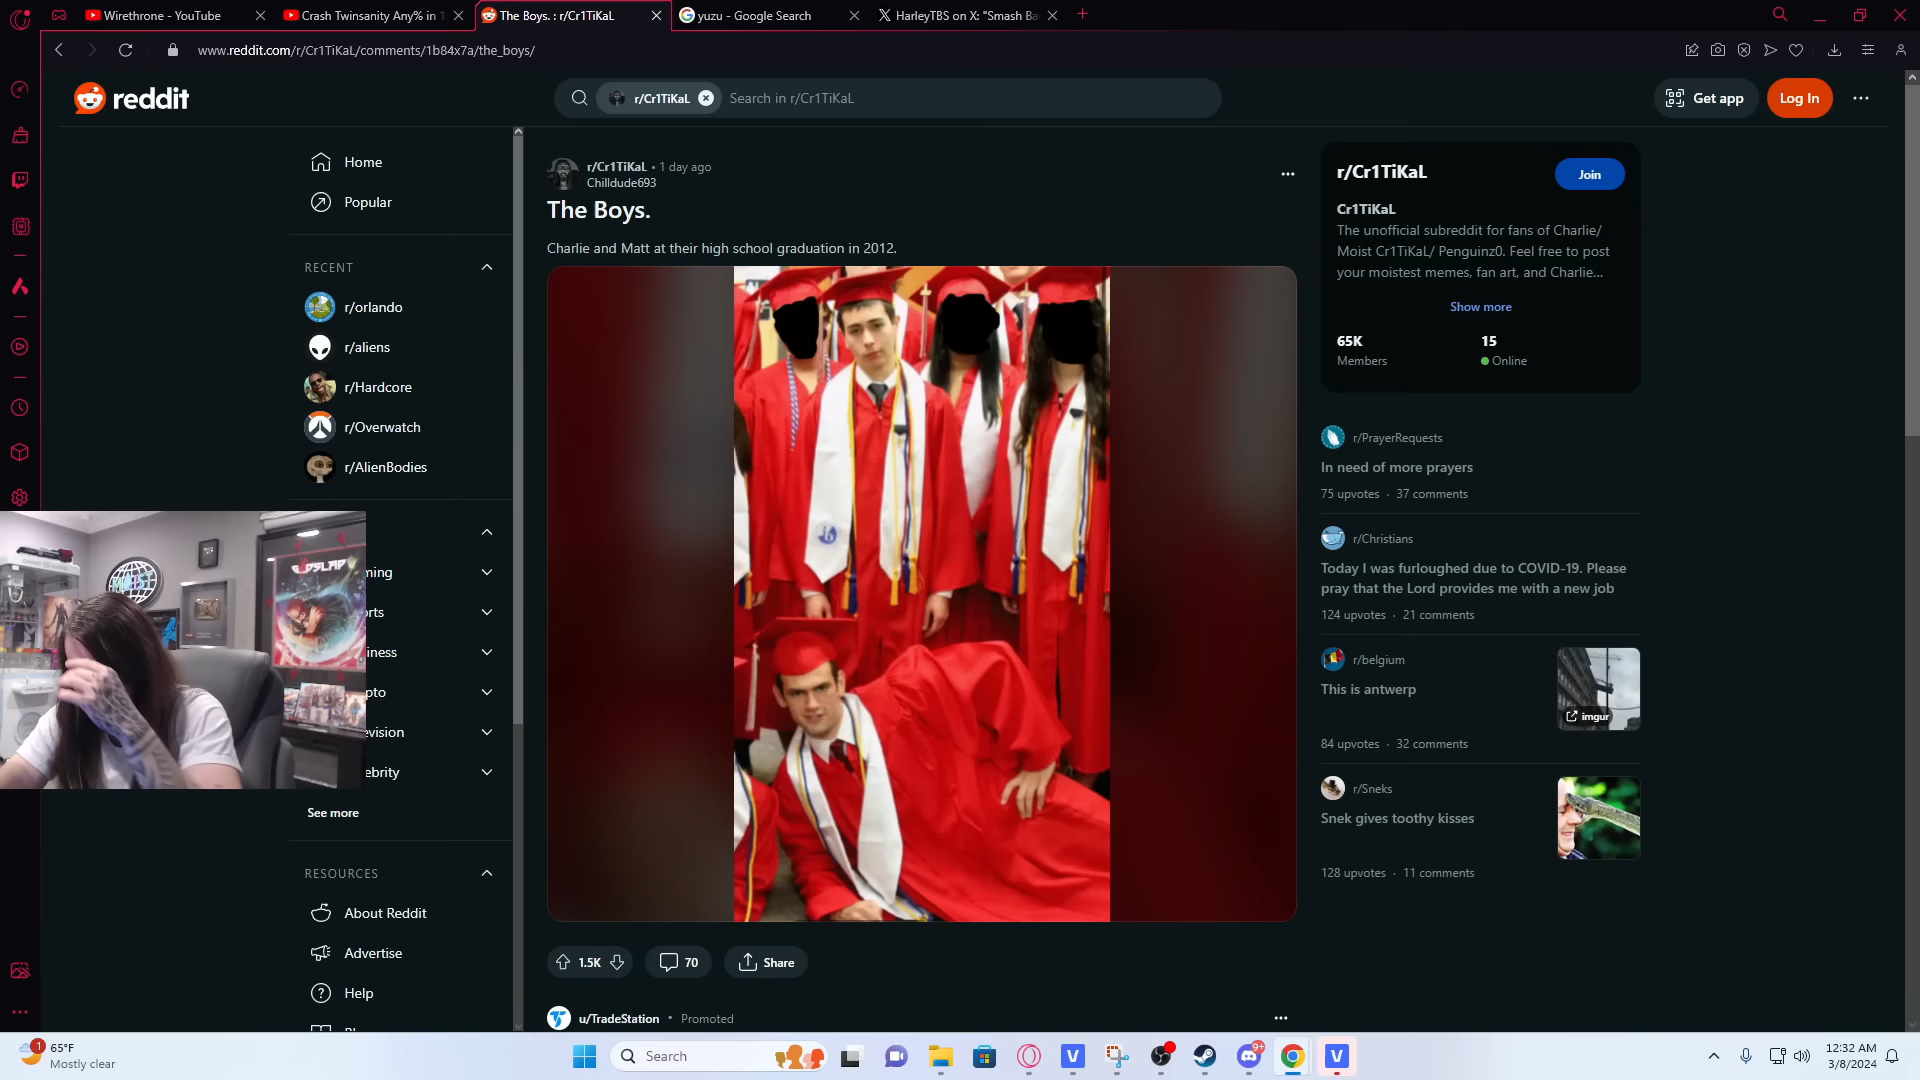 Wirethrone - YouTube
Crash Twinsanity Any% in 1
The Boys. : r/Cr1TiKaL
yuzu - Google Search
HarleyTBS on X: "Smash Ba
www.reddit.com/r/Cr1TiKaL/comments/1b84x7a/the_boys/
reddit
r/Cr1TiKaL
Search in r/Cr1TiKaL
Get app
Log In
Home
Popular
RECENT
r/orlando
r/aliens
r/Hardcore
r/Overwatch
r/AlienBodies
ming
rts
iness
pto
evision
ebrity
See more
RESOURCES
About Reddit
Advertise
Help
r/Cr1TiKaL • 1 day ago
Chilldude693
The Boys.
Charlie and Matt at their high school graduation in 2012.
1.5K
70
Share
u/TradeStation • Promoted
r/Cr1TiKaL
Join
Cr1TiKaL
The unofficial subreddit for fans of Charlie/
Moist Cr1TiKaL/ Penguinz0. Feel free to post
your moistest memes, fan art, and Charlie...
Show more
65K
15
Members
Online
r/PrayerRequests
In need of more prayers
75 upvotes · 37 comments
r/Christians
Today I was furloughed due to COVID-19. Please
pray that the Lord provides me with a new job
124 upvotes · 21 comments
r/belgium
This is antwerp
imgur
84 upvotes · 32 comments
r/Sneks
Snek gives toothy kisses
128 upvotes · 11 comments
MOIST
1
65°F
Mostly clear
Search
9+
12:32 AM
3/8/2024